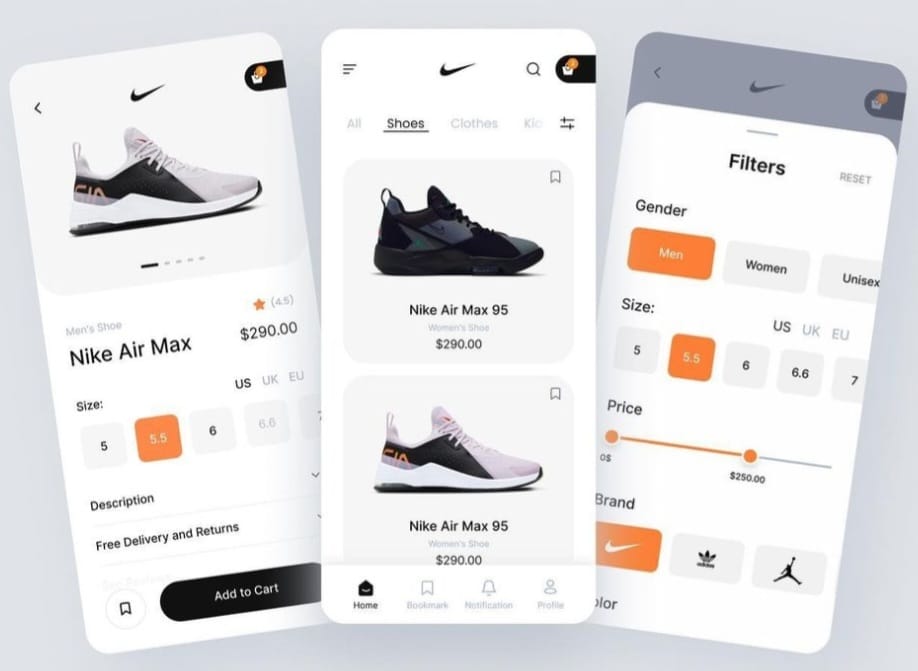 CIA
(4.5)
Men's Shoe
Nike Air Max
$290.00
US UK EU
Size:
5 5.5 6 6.6
Description
Free Delivery and Returns
Add to Cart
All Shoes Clothes
Nike Air Max 95
Women's Shoe
$290.00
CIA
Nike Air Max 95
Women's Shoe
$290.00
Home Bookmark Notification Profile
Filters
RESET
Gender
Men Women Unisex
Size:
US UK EU
5 5.5 6 6.6 7
Price
0$
$250.00
Brand
adidas